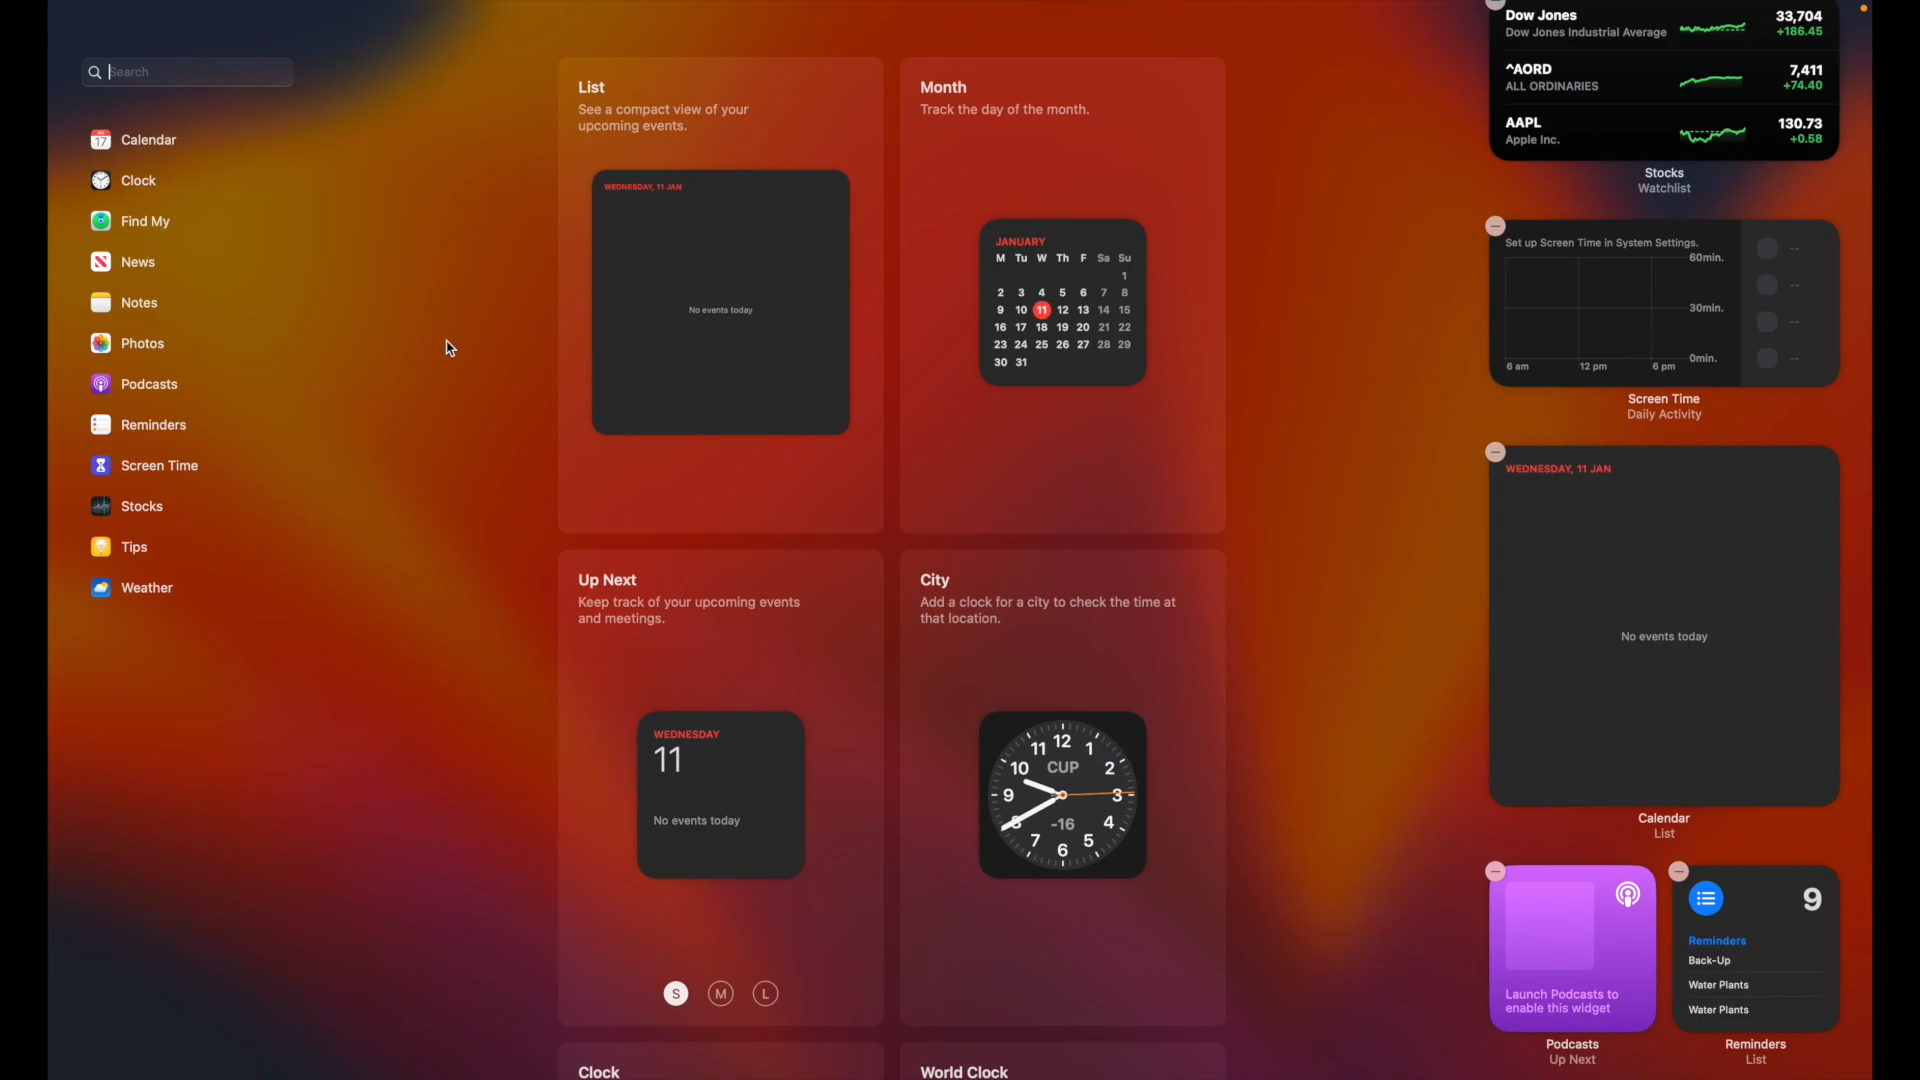 Search
17
Calendar
Clock
Find My
News
Notes
Photos
Podcasts
Reminders
Screen Time
Stocks
Tips
Weather
List
See a compact view of your
upcoming events.
WEDNESDAY, 11 JAN
No events today
Month
Track the day of the month.
JANUARY
M Tu W Th F Sa Su
1
2 3 4 5 6 7 8
9 10 11 12 13 14 15
16 17 18 19 20 21 22
23 24 25 26 27 28 29
30 31
Up Next
Keep track of your upcoming events
and meetings.
WEDNESDAY
11
No events today
S M L
City
Add a clock for a city to check the time at
that location.
12
11 1
10 CUP 2
9 3
8 -16 4
7 5
6
Clock
World Clock
Dow Jones 33,704
Dow Jones Industrial Average +186.45
^AORD 7,411
ALL ORDINARIES +74.40
AAPL 130.73
Apple Inc. +0.58
Stocks
Watchlist
Set up Screen Time in System Settings.
60min.
30min.
0min.
6 am 12 pm 6 pm
--
--
--
--
Screen Time
Daily Activity
WEDNESDAY, 11 JAN
No events today
Calendar
List
Launch Podcasts to
enable this widget
Podcasts
Up Next
9
Reminders
Back-Up
Water Plants
Water Plants
Reminders
List